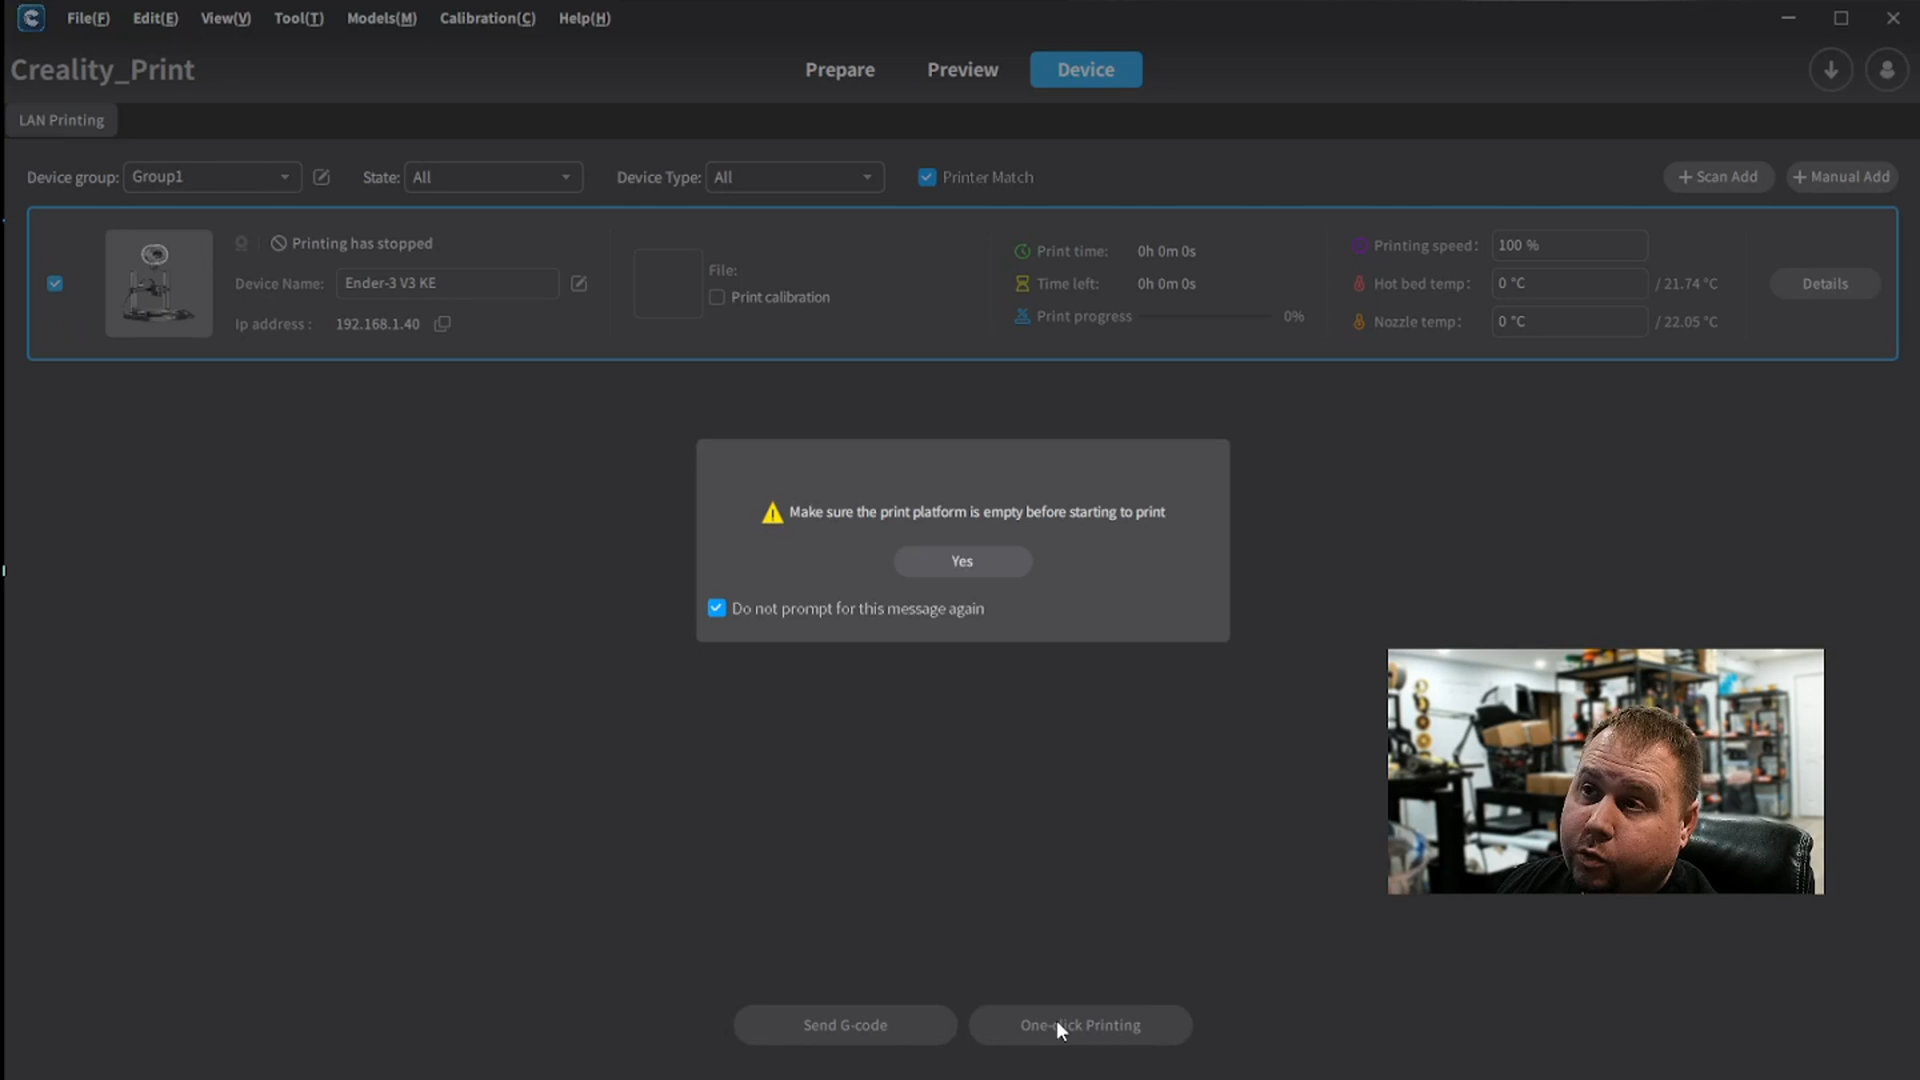 File(F) Edit(E) View(V) Tool(T) Models(M) Calibration(C) Help(H)
Creality_Print
Prepare Preview Device
LAN Printing
Device group: Group1 State: All Device Type: All Printer Match + Scan Add + Manual Add
Printing has stopped
Device Name: Ender-3 V3 KE
Ip address : 192.168.1.40
File:
Print calibration
Print time: 0h 0m 0s
Time left: 0h 0m 0s
Print progress 0%
Printing speed: 100 %
Hot bed temp: 0 °C / 21.74 °C
Nozzle temp: 0 °C / 22.05 °C
Details
Make sure the print platform is empty before starting to print
Yes
Do not prompt for this message again
Send G-code One-click Printing